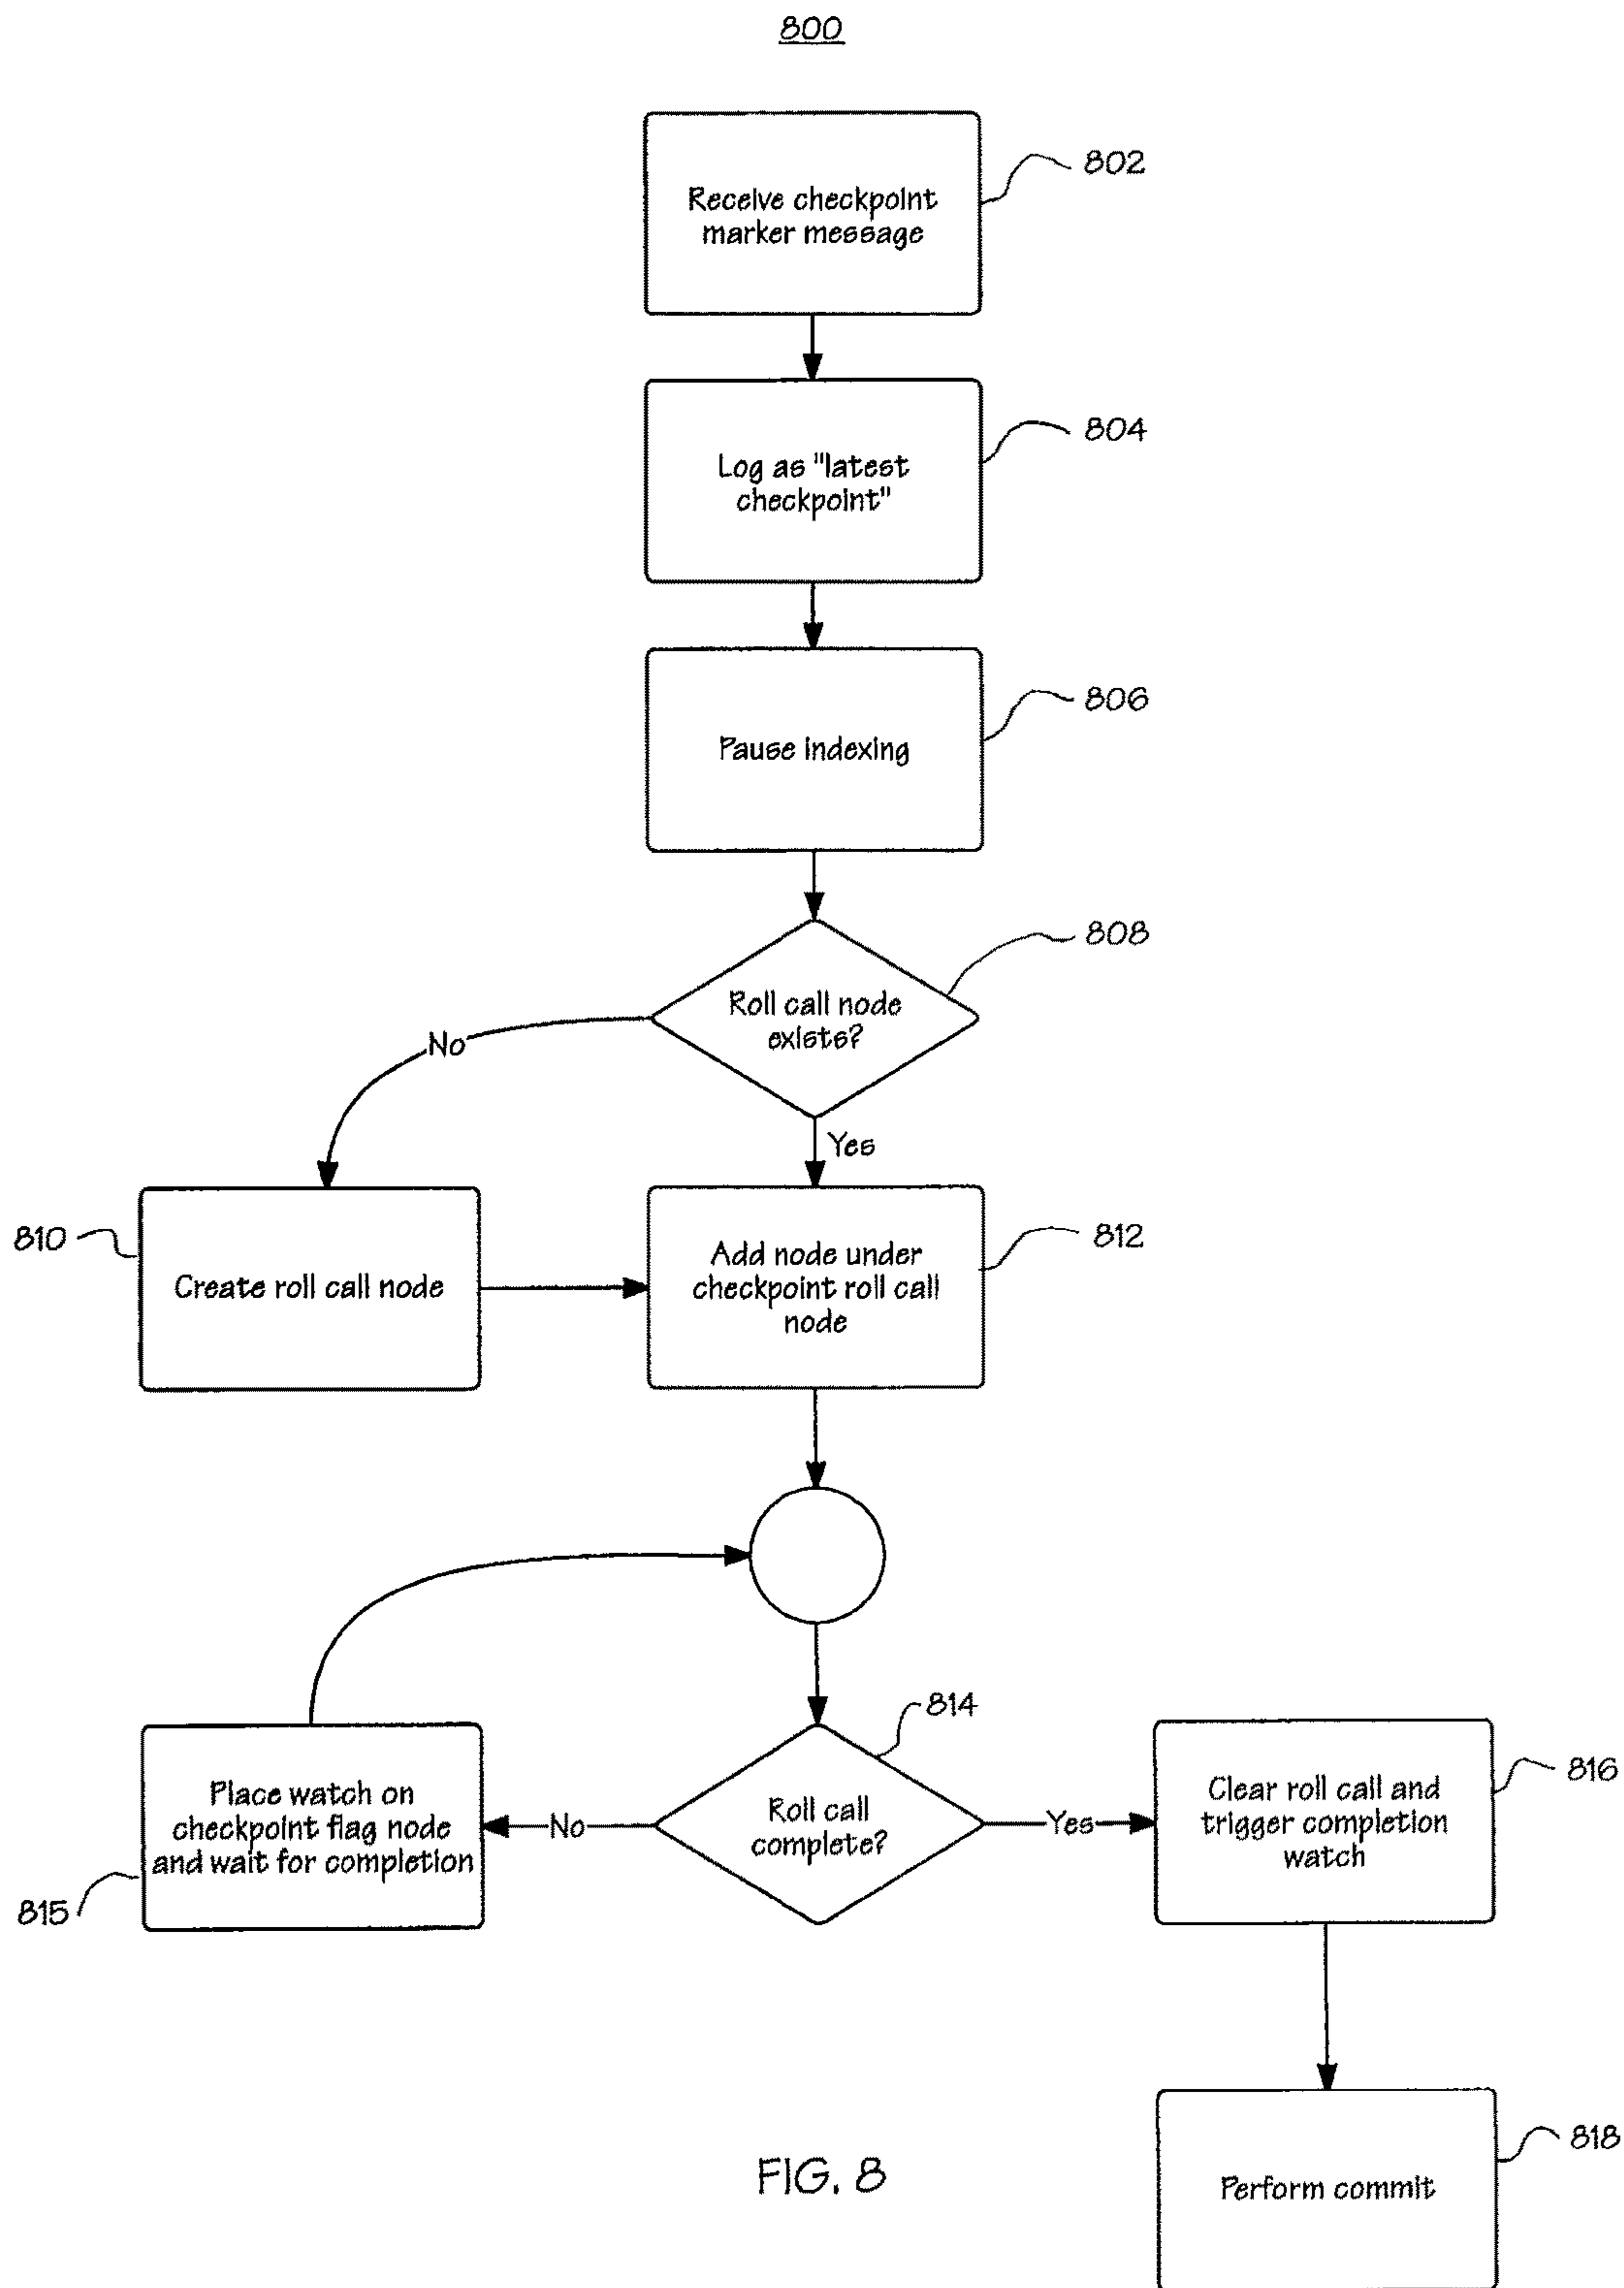 800
Receive checkpoint
marker message
802
Log as "latest
checkpoint"
804
Pause indexing
806
Roll call node
exists?
808
No
Yes
810
Create roll call node
Add node under
checkpoint roll call
node
812
814
Place watch on
checkpoint flag node
and wait for completion
815
No
Roll call
complete?
Yes
Clear roll call and
trigger completion
watch
816
Perform commit
818
FIG. 8